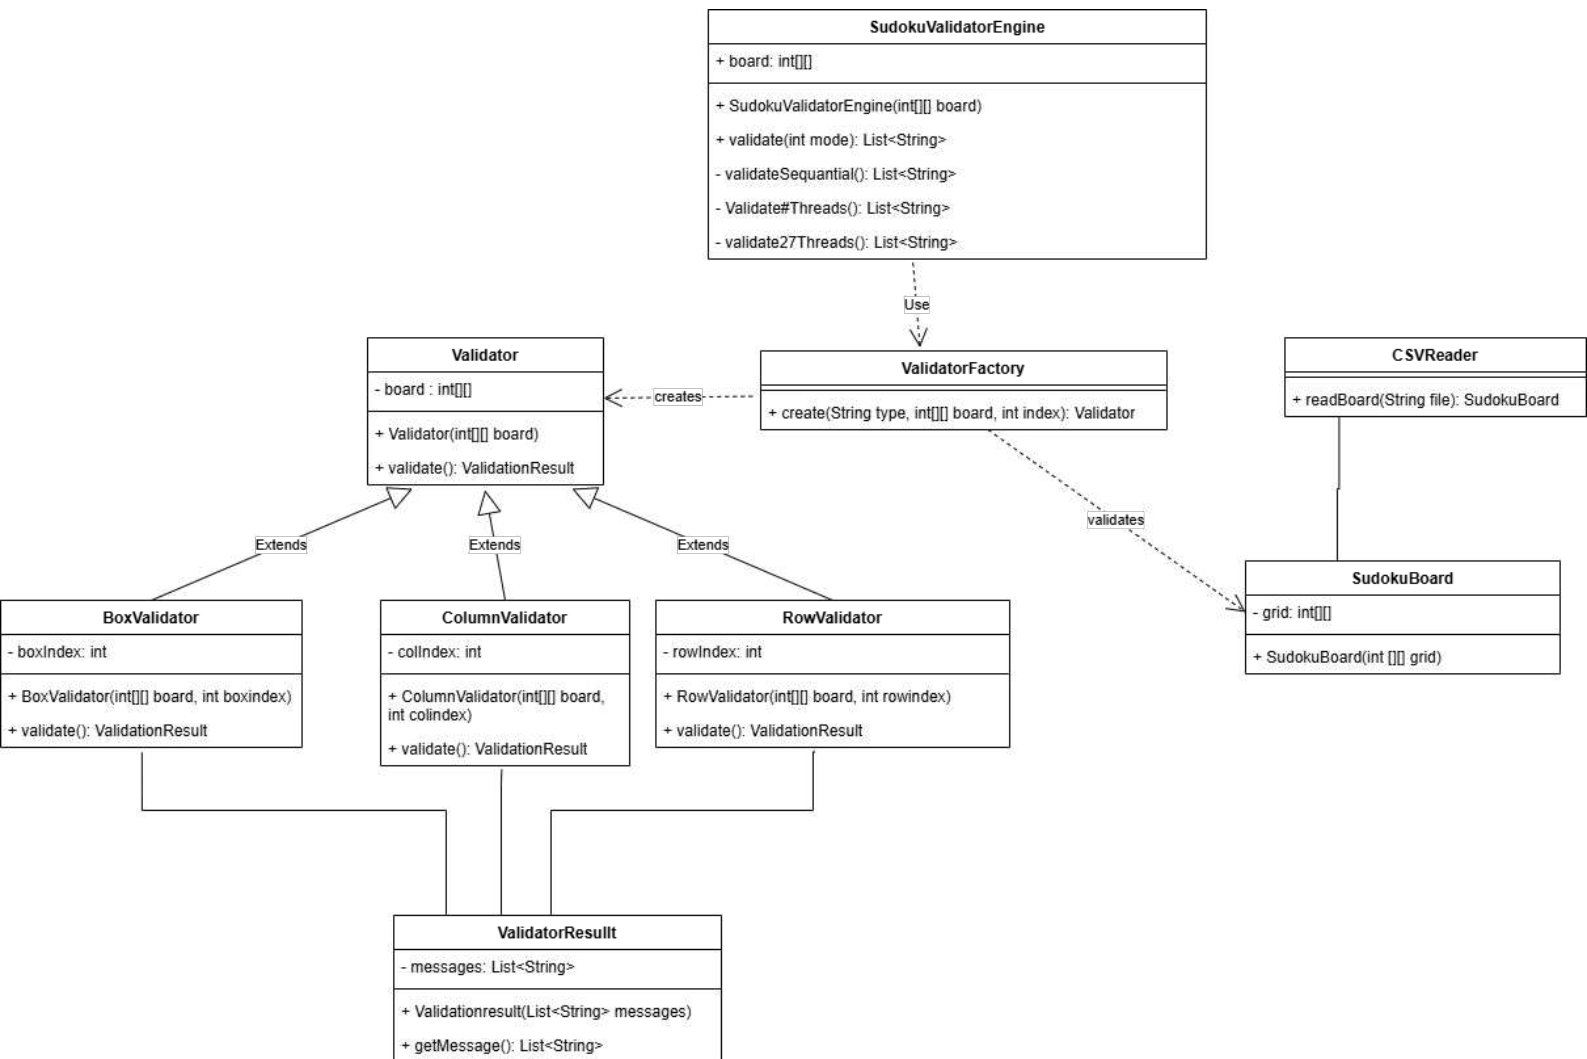 SudokuValidatorEngine
+ board: int[][]
+ SudokuValidatorEngine(int[][] board)
+ validate(int mode): List<String>
- validateSequantial(): List<String>
- Validate#Threads(): List<String>
- validate27Threads(): List<String>
Use
Validator
- board : int[][]
+ Validator(int[][] board)
+ validate(): ValidationResult
creates
ValidatorFactory
+ create(String type, int[][] board, int index): Validator
CSVReader
+ readBoard(String file): SudokuBoard
validates
Extends
Extends
Extends
SudokuBoard
- grid: int[][]
+ SudokuBoard(int [][] grid)
BoxValidator
- boxIndex: int
+ BoxValidator(int[][] board, int boxindex)
+ validate(): ValidationResult
ColumnValidator
- colIndex: int
+ ColumnValidator(int[][] board,
int colindex)
+ validate(): ValidationResult
RowValidator
- rowIndex: int
+ RowValidator(int[][] board, int rowindex)
+ validate(): ValidationResult
ValidatorResullt
- messages: List<String>
+ Validationresult(List<String> messages)
+ getMessage(): List<String>